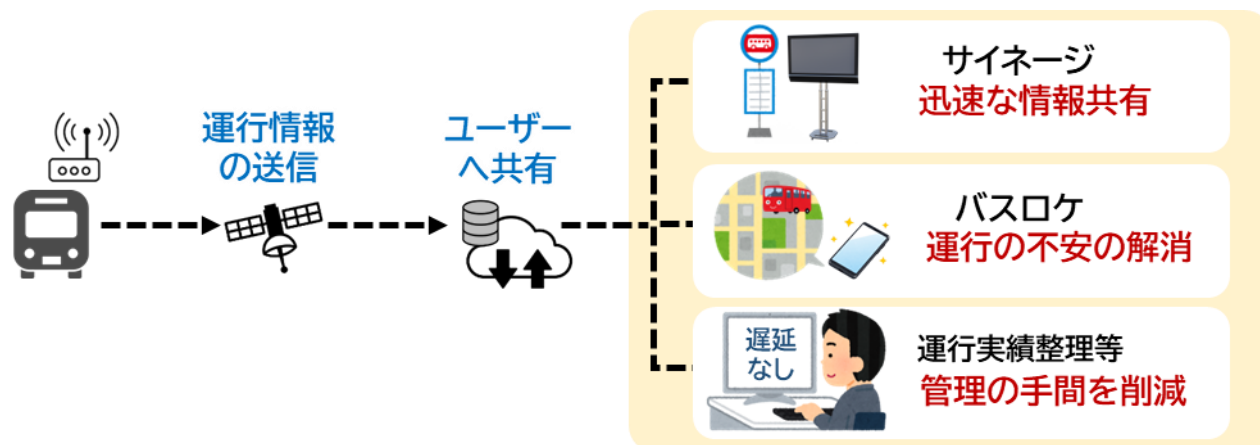 運行情報
の送信
ユーザー
へ共有
サイネージ
迅速な情報共有
バスロケ
運行の不安の解消
遅延
なし
運行実績整理等
管理の手間を削減